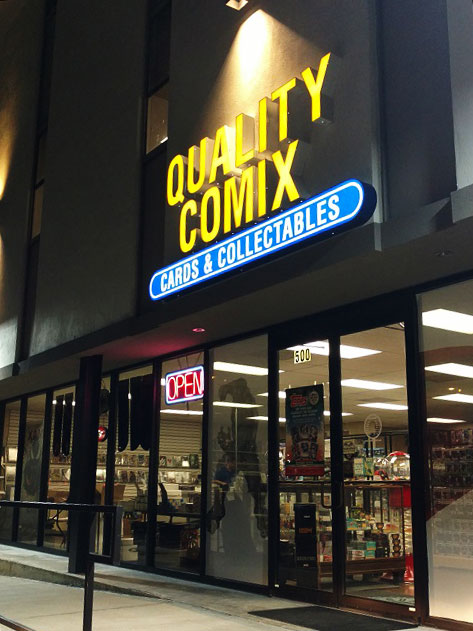 QUALITY
COMIX
CARDS & COLLECTABLES
OPEN
500